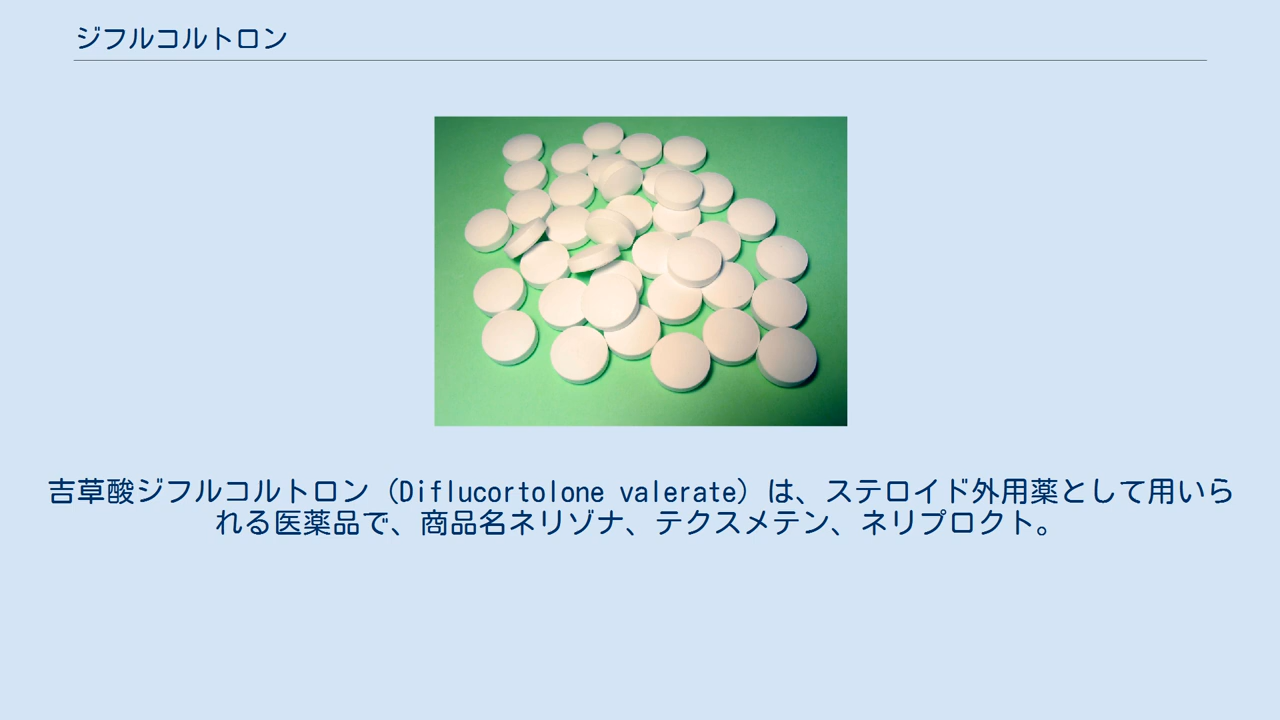 ジフルコルトロン
吉草酸ジフルコルトロン（Diflucortolone valerate）は、ステロイド外用薬として用いら
れる医薬品で、商品名ネリゾナ、テクスメテン、ネリプロクト。